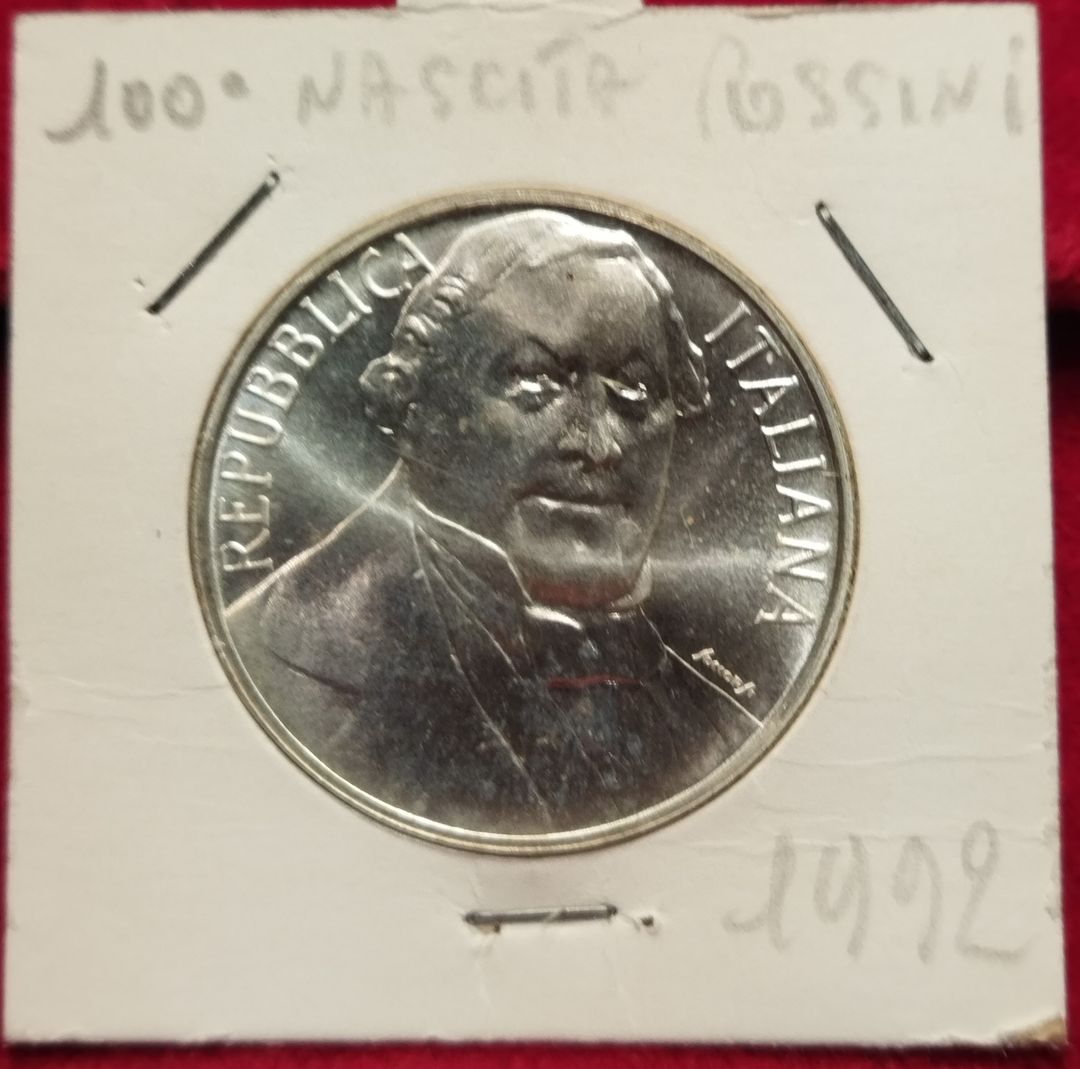 100° NASCITA ROSSINI
REPUBBLICA ITALIANA
1992